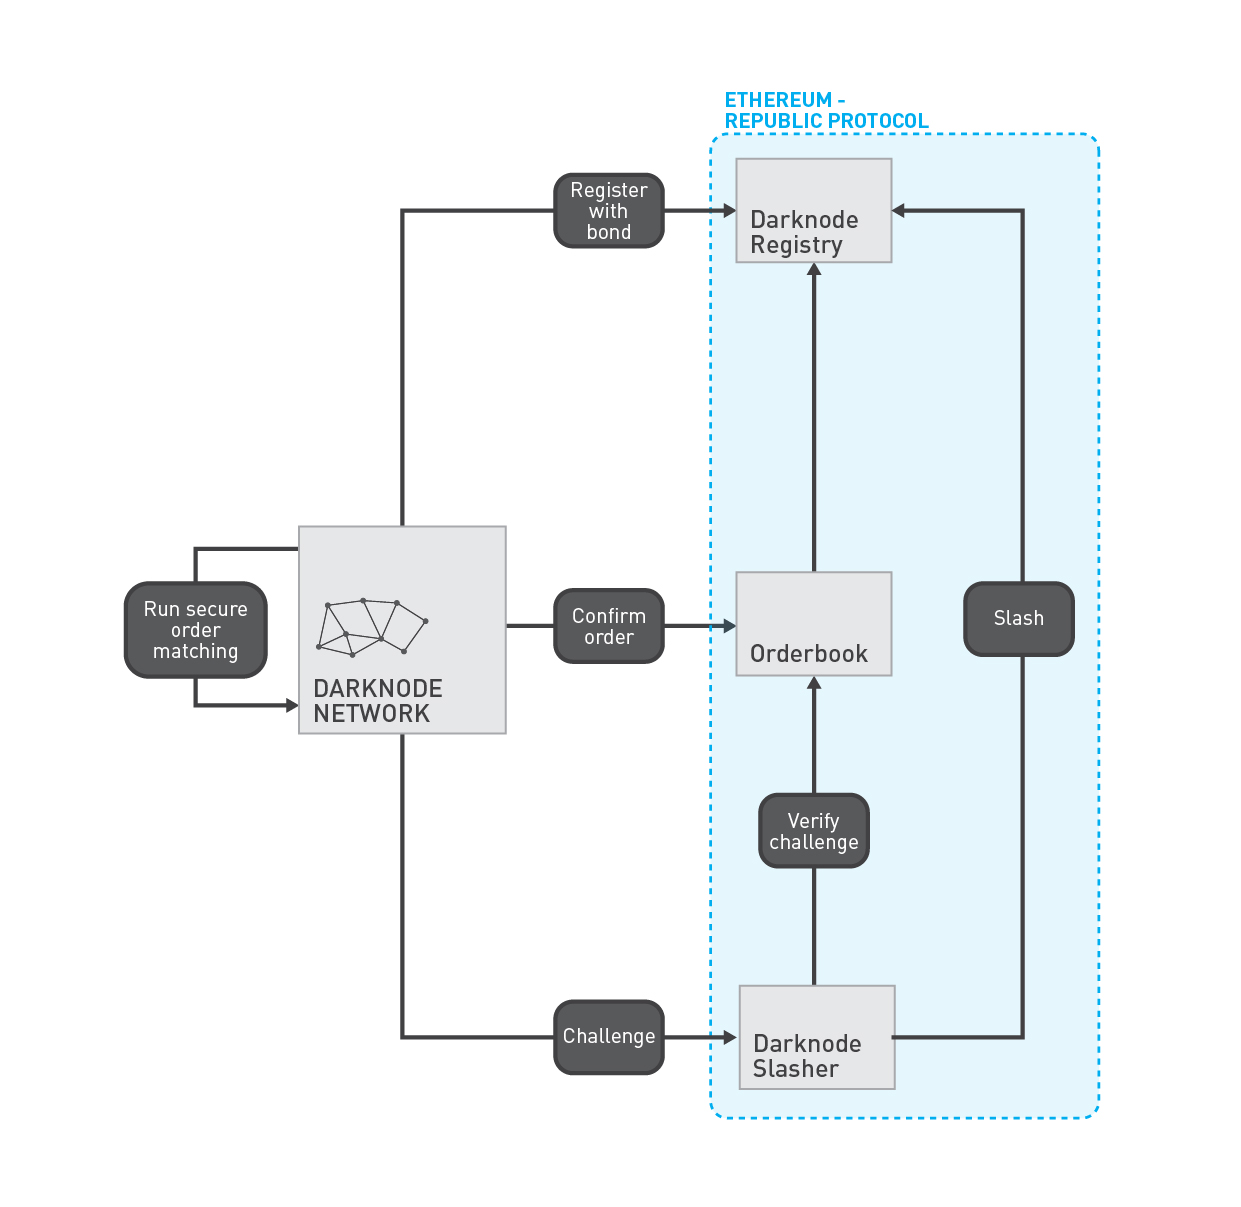 ETHEREUM -
REPUBLIC PROTOCOL
Register
with
bond
Darknode
Registry
Run secure
order
matching
DARKNODE
NETWORK
Confirm
order
Orderbook
Slash
Verify
challenge
Challenge
Darknode
Slasher